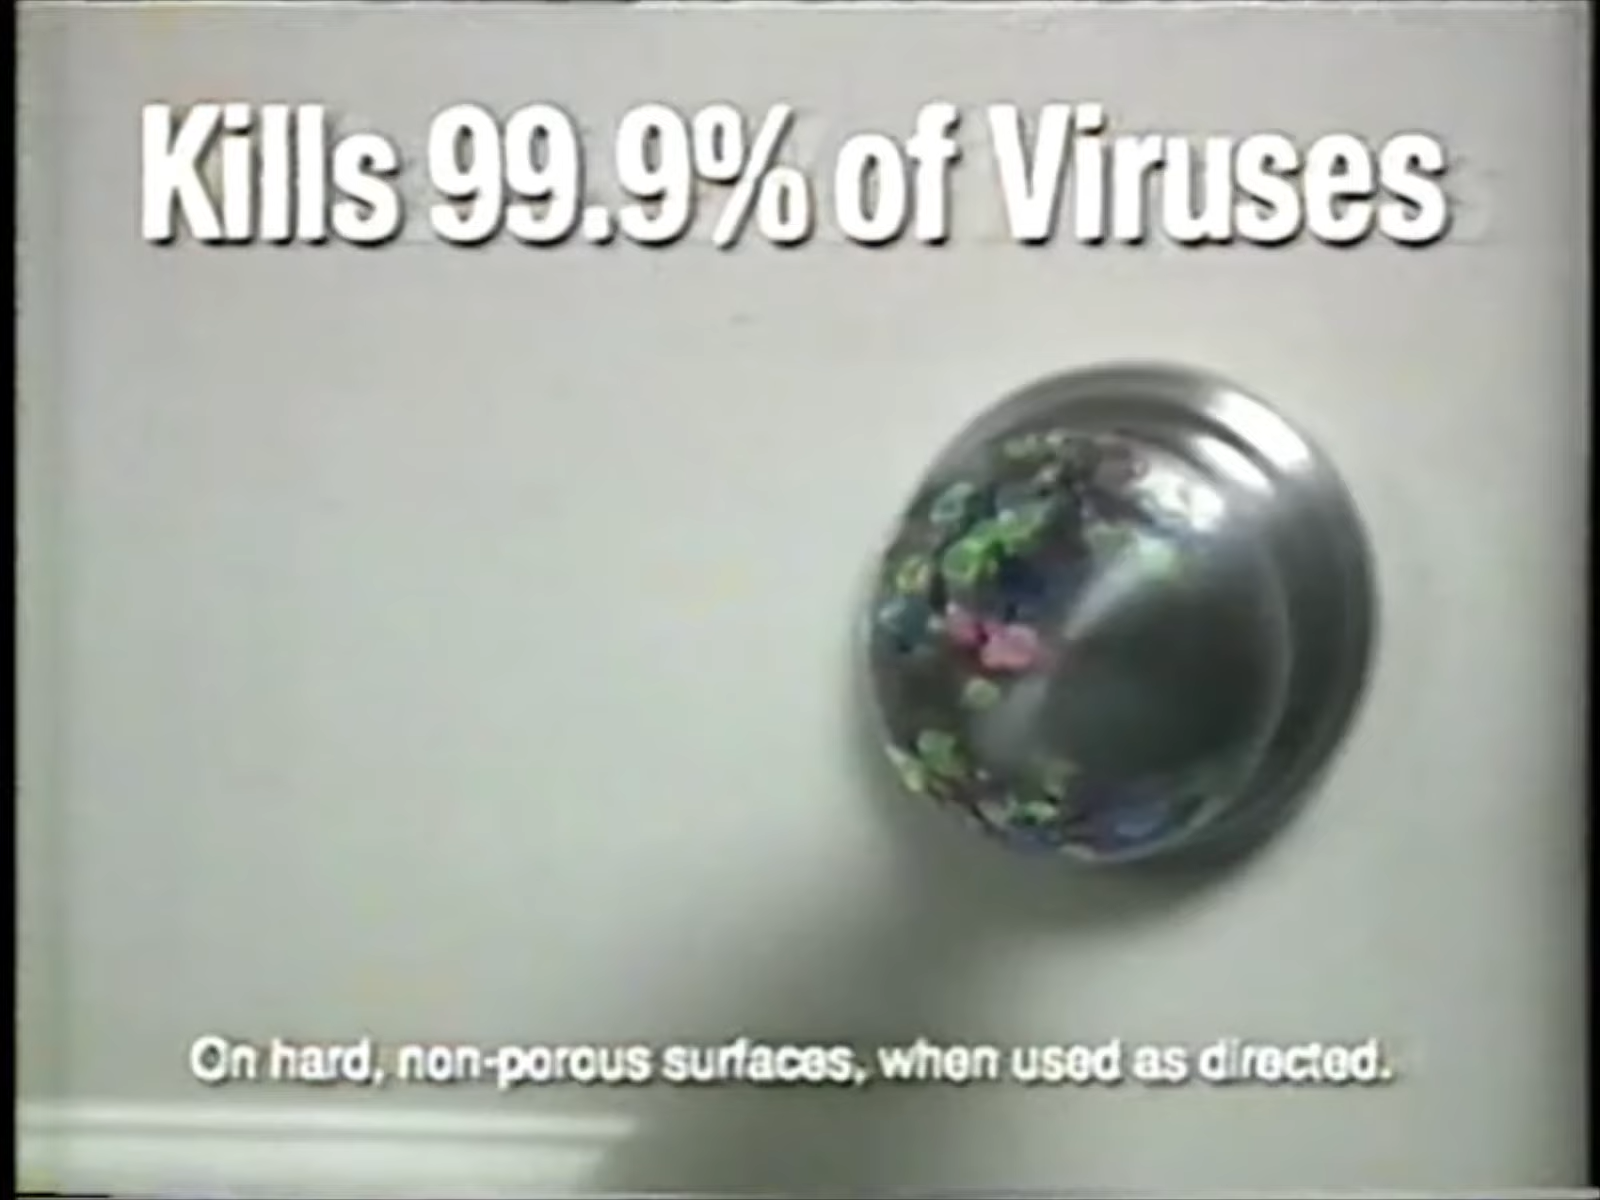 Kills 99.9% of Viruses
On hard, non-porous surfaces, when used as directed.